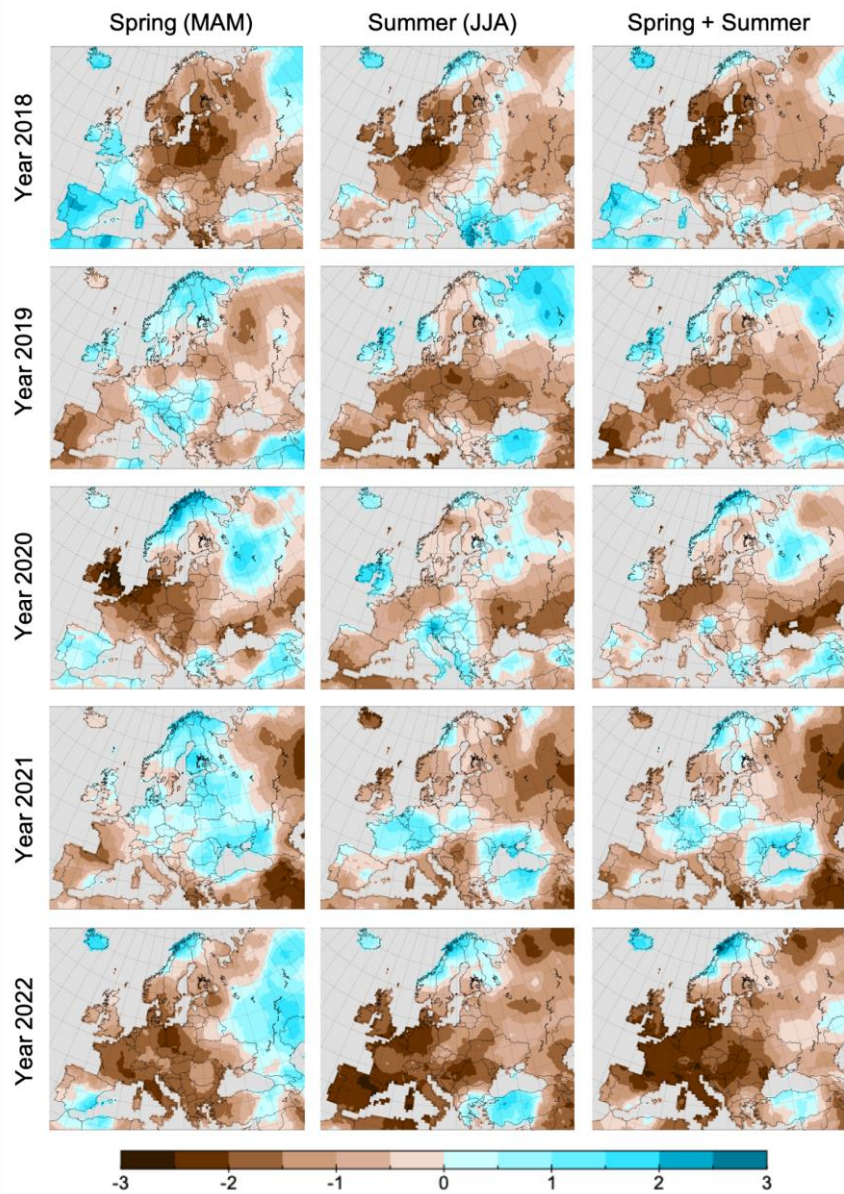 Spring (MAM) Summer (JJA) Spring + Summer
Year 2018
Year 2019
Year 2020
Year 2021
Year 2022
-3 -2 -1 0 1 2 3